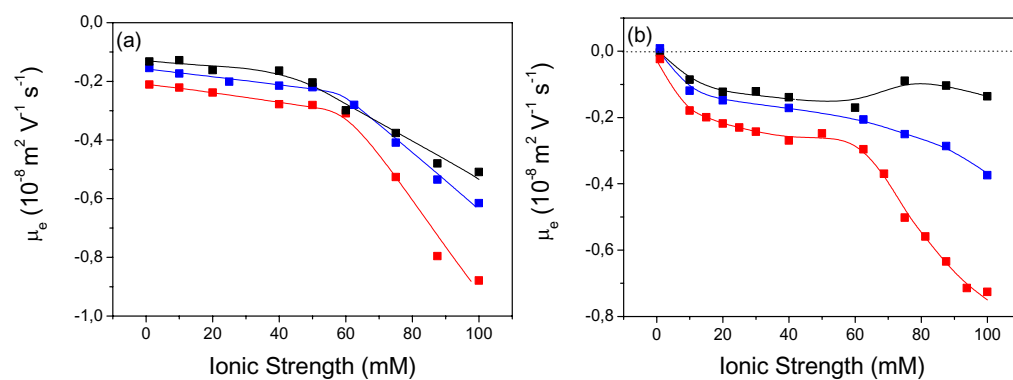 (a)
0,0
-0,2
-0,4
-0,6
-0,8
-1,0
0 20 40 60 80 100
μe (10-8 m2 V-1 s-1)
Ionic Strength (mM)
(b)
0,0
-0,2
-0,4
-0,6
-0,8
0 20 40 60 80 100
μe (10-8 m2 V-1 s-1)
Ionic Strength (mM)